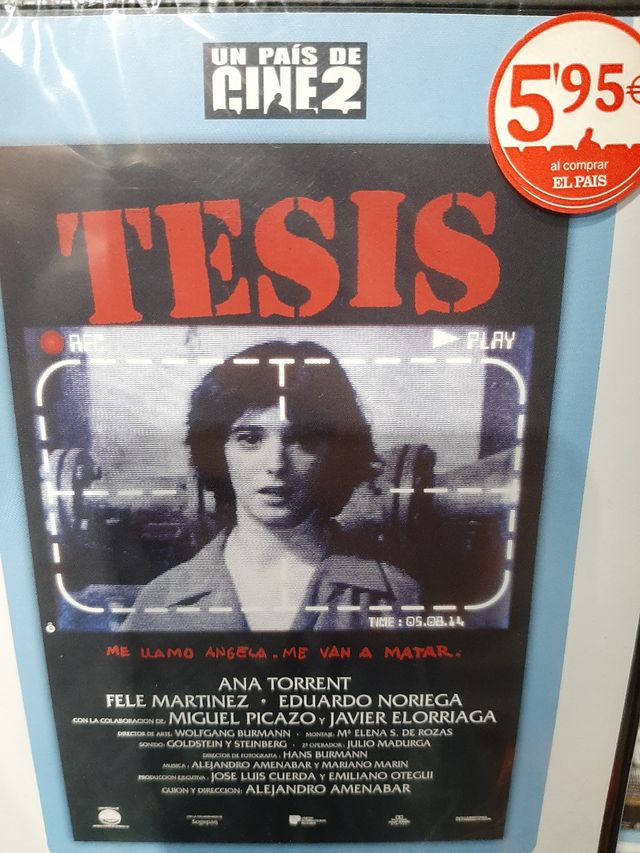 UN PAÍS DE
CINE2
5'95€
al comprar
EL PAIS
TESIS
REC
PLAY
TIME: 05.08.14
ME LLAMO ANGELA. ME VAN A MATAR.
ANA TORRENT
FELE MARTINEZ · EDUARDO NORIEGA
CON LA COLABORACION DE MIGUEL PICAZO Y JAVIER ELORRIAGA
DIRECTOR DE ARTE: WOLFGANG BURMANN · MONTAJE: Mª ELENA S. DE ROZAS
SONIDO: GOLDSTEIN Y STEINBERG · 2º OPERADOR: JULIO MADURGA
DIRECTOR DE FOTOGRAFIA: HANS BURMANN
MUSICA: ALEJANDRO AMENABAR Y MARIANO MARIN
PRODUCCION EJECUTIVA: JOSE LUIS CUERDA Y EMILIANO OTEGUI
GUION Y DIRECCION: ALEJANDRO AMENABAR
Sogepaq